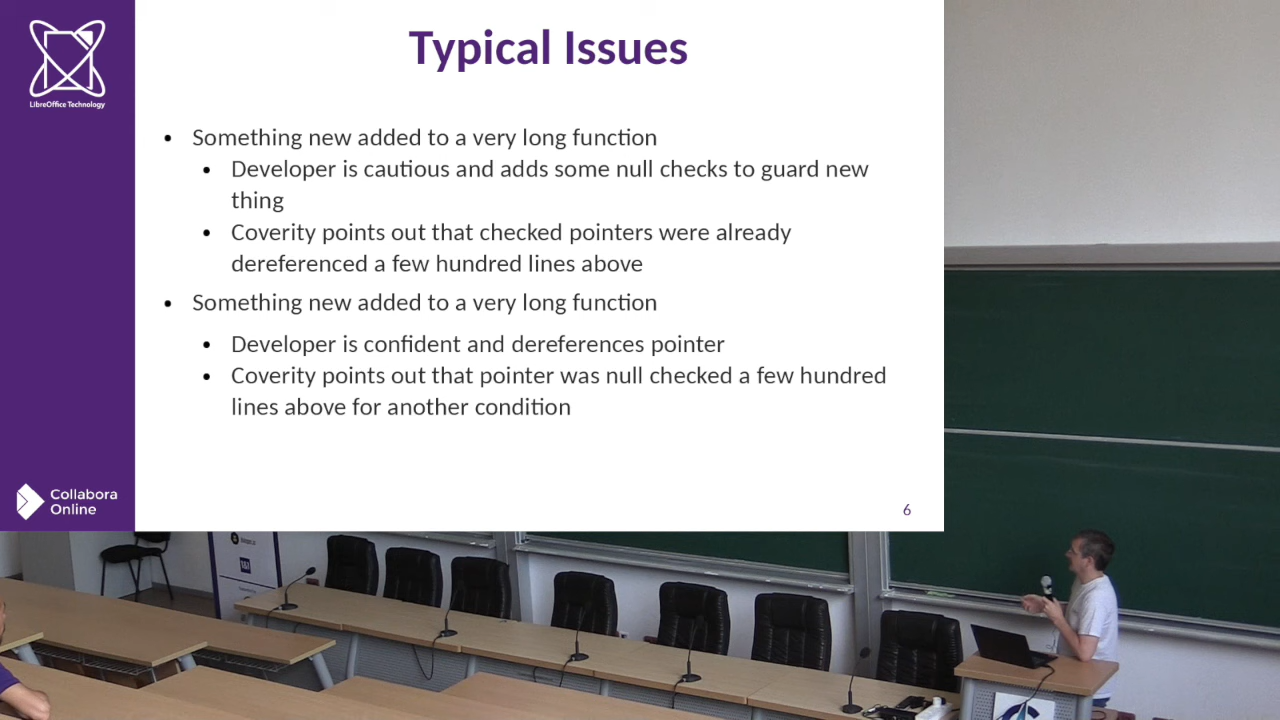 Typical Issues
LibreOffice Technology
• Something new added to a very long function
• Developer is cautious and adds some null checks to guard new
thing
• Coverity points out that checked pointers were already
dereferenced a few hundred lines above
• Something new added to a very long function
• Developer is confident and dereferences pointer
• Coverity points out that pointer was null checked a few hundred
lines above for another condition
Collabora
Online
6